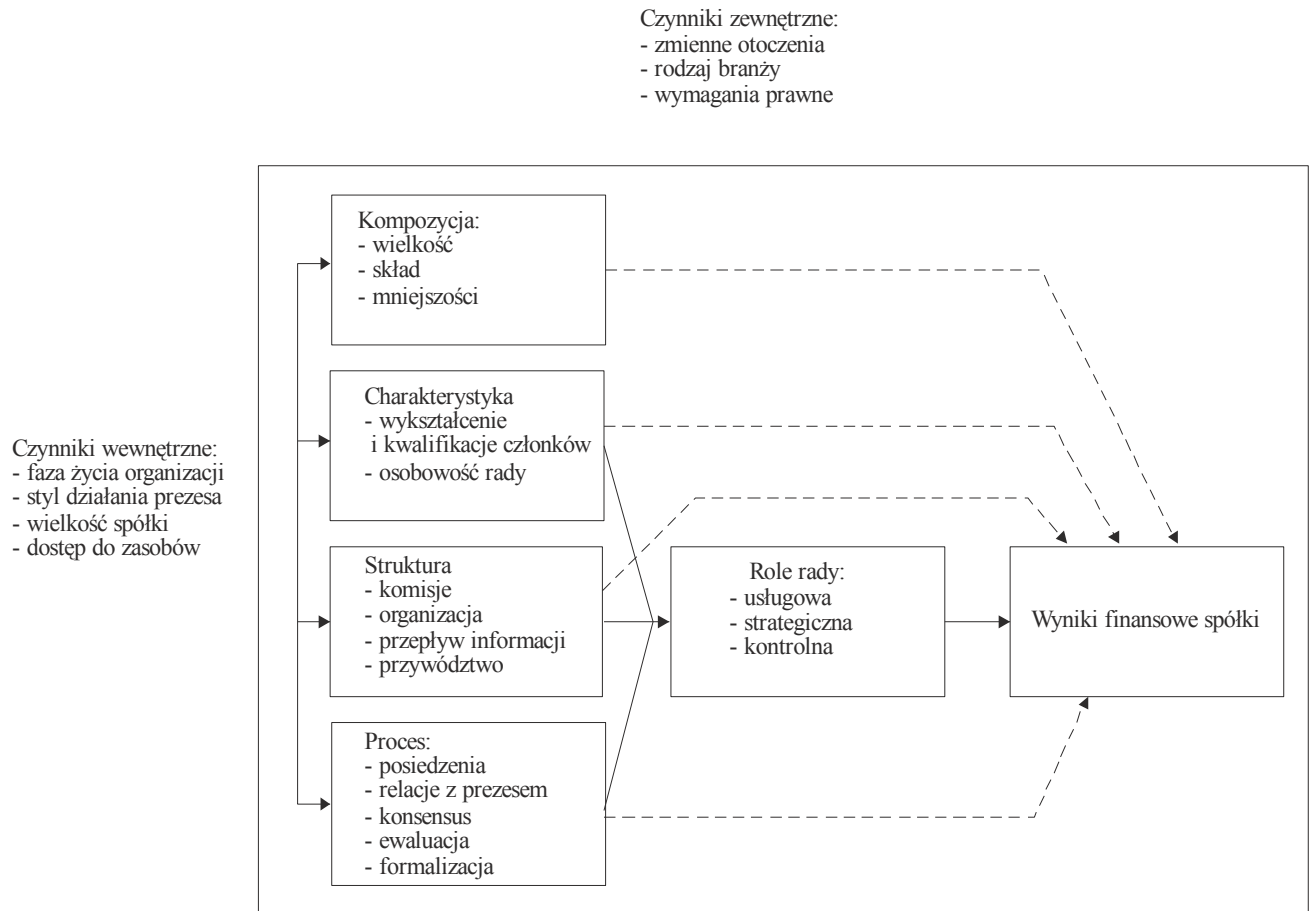 Czynniki zewnętrzne:
- zmienne otoczenia
- rodzaj branży
- wymagania prawne
Kompozycja:
- wielkość
- skład
- mniejszości
Charakterystyka
- wykształcenie
i kwalifikacje członków
- osobowość rady
Czynniki wewnętrzne:
- faza życia organizacji
- styl działania prezesa
- wielkość spółki
- dostęp do zasobów
Struktura
- komisje
- organizacja
- przepływ informacji
- przywództwo
Role rady:
- usługowa
- strategiczna
- kontrolna
Wyniki finansowe spółki
Proces:
- posiedzenia
- relacje z prezesem
- konsensus
- ewaluacja
- formalizacja